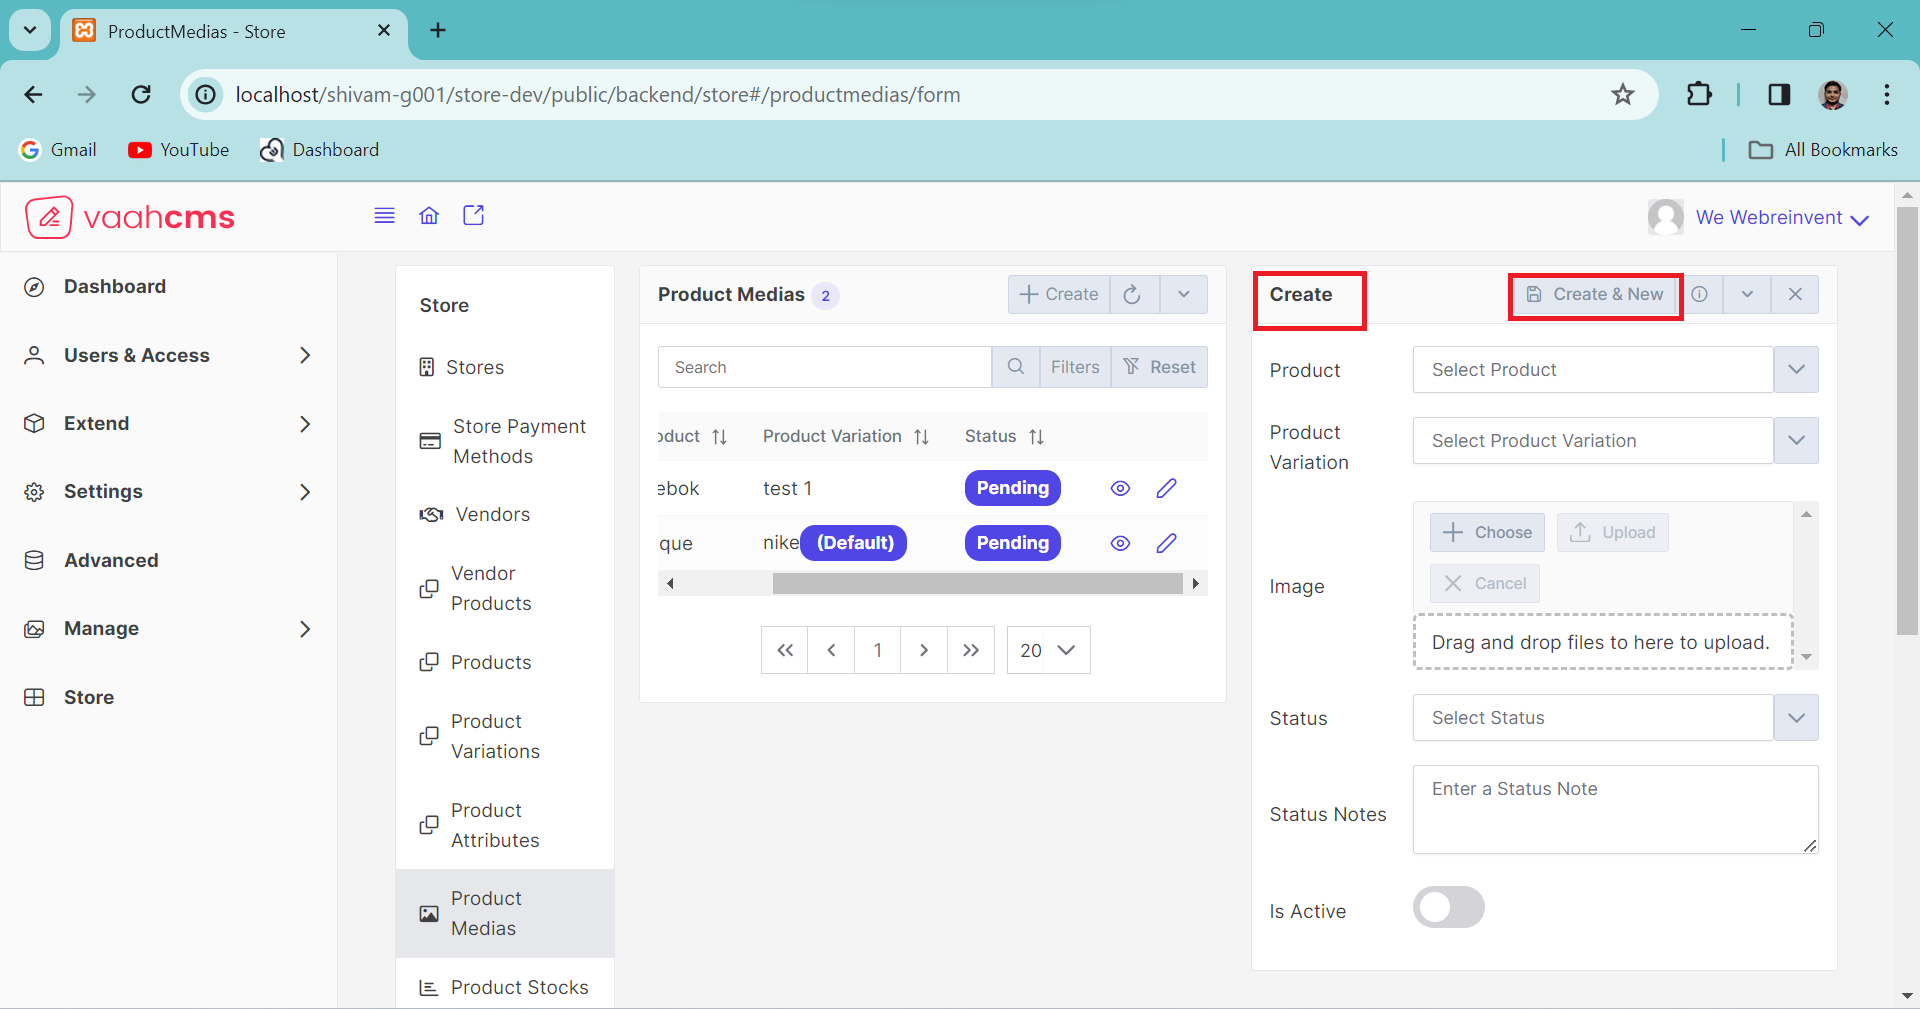 ProductMedias - Store
localhost/shivam-g001/store-dev/public/backend/store#/productmedias/form
Gmail
YouTube
Dashboard
All Bookmarks
vaahcms
We Webreinvent
Dashboard
Users & Access
Extend
Settings
Advanced
Manage
Store
Store
Stores
Store Payment
Methods
Vendors
Vendor
Products
Products
Product
Variations
Product
Attributes
Product
Medias
Product Stocks
Product Medias 2
Create
Search
Filters
Reset
oduct
Product Variation
Status
ebok
test 1
Pending
que
nike (Default)
Pending
1
20
Create
Create & New
Product
Select Product
Product
Variation
Select Product Variation
Image
Choose
Upload
Cancel
Drag and drop files to here to upload.
Status
Select Status
Status Notes
Enter a Status Note
Is Active